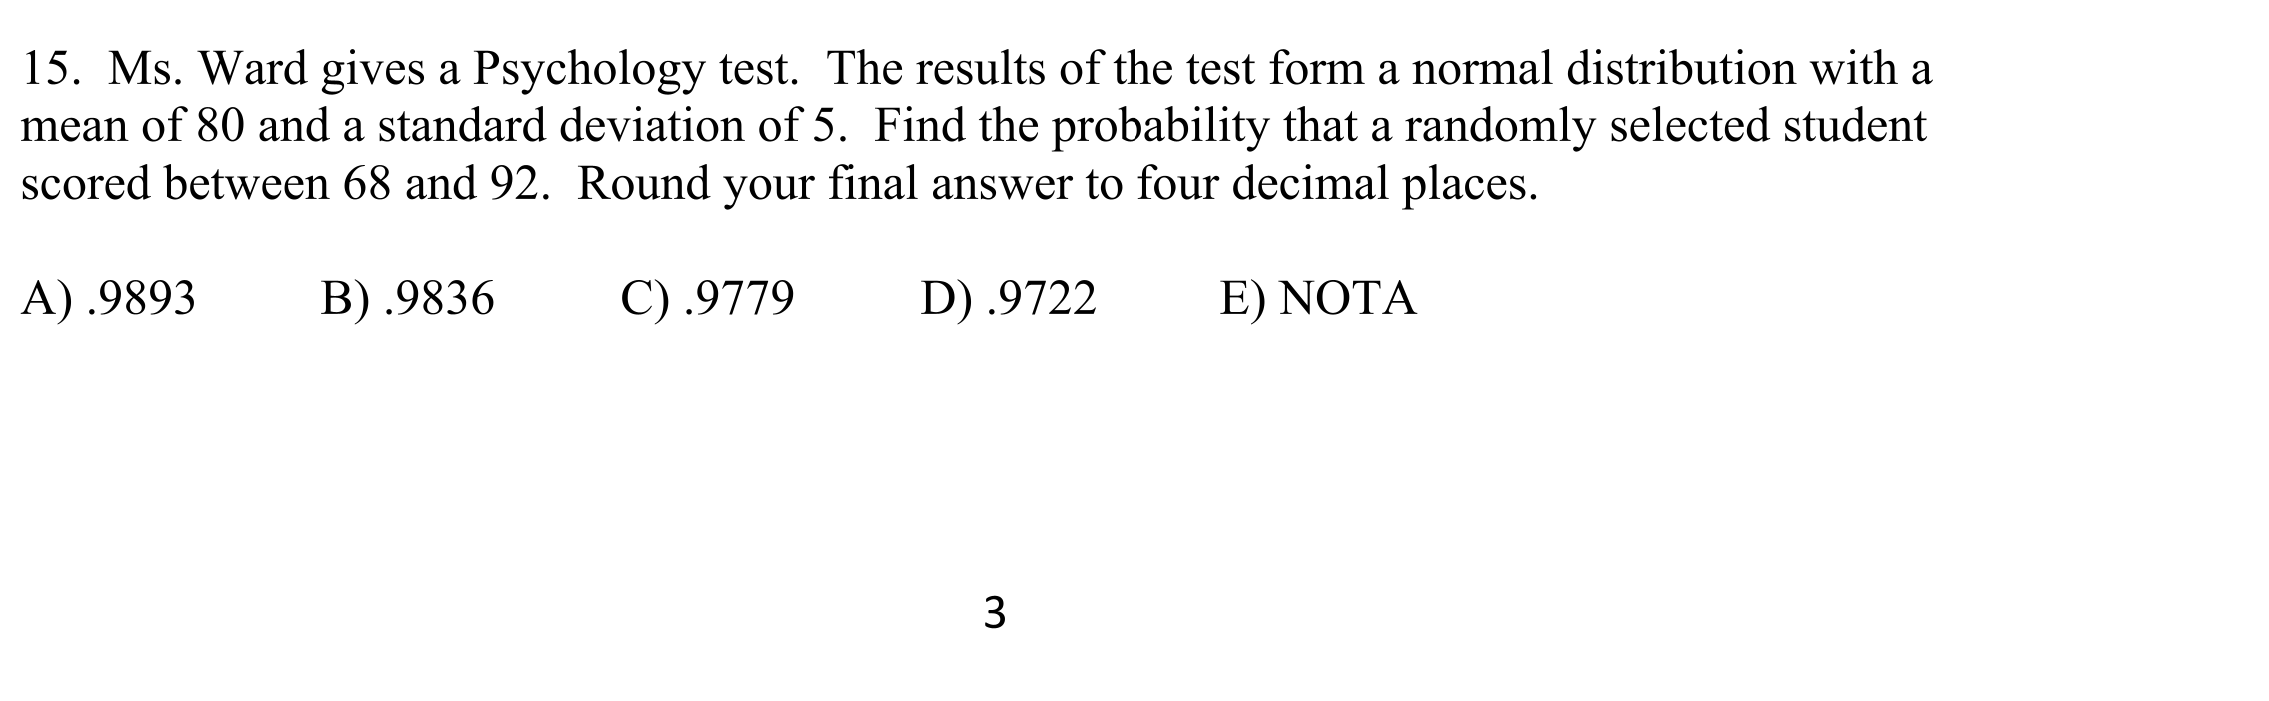 15.  Ms. Ward gives a Psychology test.  The results of the test form a normal distribution with a
mean of 80 and a standard deviation of 5.  Find the probability that a randomly selected student
scored between 68 and 92.  Round your final answer to four decimal places.
A) .9893 B) .9836 C) .9779 D) .9722 E) NOTA
3